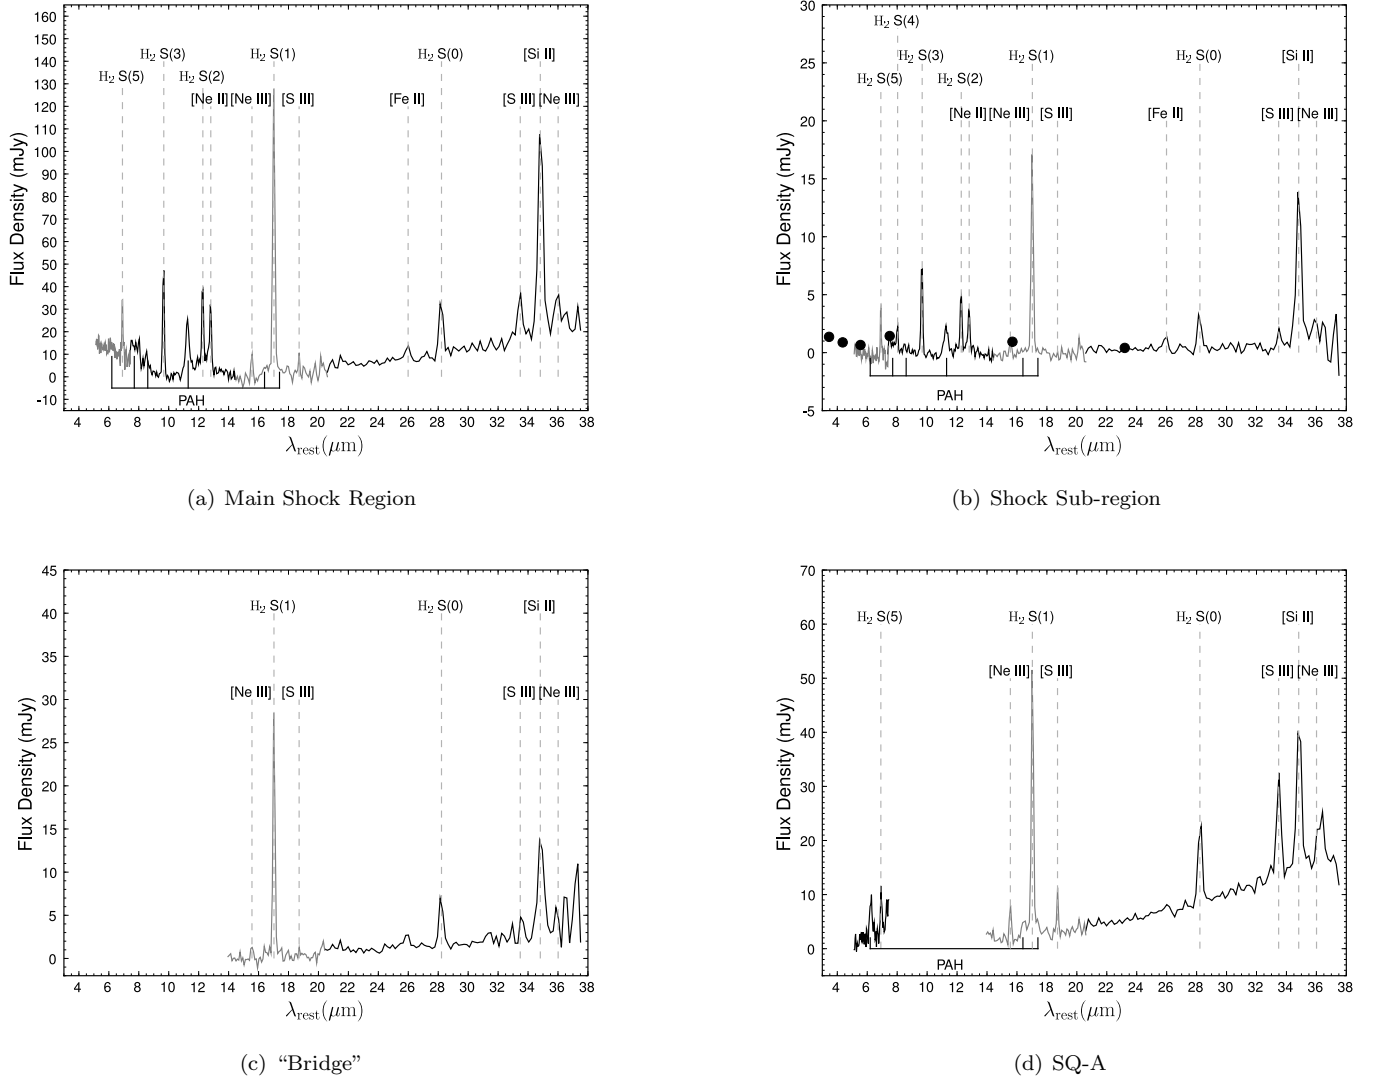 160
150
140
130
120
110
100
90
80
70
60
50
40
30
20
10
0
-10
Flux Density (mJy)
H₂ S(3) H₂ S(1) H₂ S(0) [Si II]
H₂ S(5) H₂ S(2)
[Ne II] [Ne III] [S III] [Fe II] [S III] [Ne III]
PAH
4 6 8 10 12 14 16 18 20 22 24 26 28 30 32 34 36 38
λrest(μm)
(a) Main Shock Region
30
25
20
15
10
5
0
-5
Flux Density (mJy)
H₂ S(4)
H₂ S(3) H₂ S(1) H₂ S(0) [Si II]
H₂ S(5) H₂ S(2)
[Ne II] [Ne III] [S III] [Fe II] [S III] [Ne III]
PAH
4 6 8 10 12 14 16 18 20 22 24 26 28 30 32 34 36 38
λrest(μm)
(b) Shock Sub-region
45
40
35
30
25
20
15
10
5
0
Flux Density (mJy)
H₂ S(1) H₂ S(0) [Si II]
[Ne III] [S III] [S III] [Ne III]
4 6 8 10 12 14 16 18 20 22 24 26 28 30 32 34 36 38
λrest(μm)
(c) “Bridge”
70
60
50
40
30
20
10
0
Flux Density (mJy)
H₂ S(5) H₂ S(1) H₂ S(0) [Si II]
[Ne III] [S III] [S III] [Ne III]
PAH
4 6 8 10 12 14 16 18 20 22 24 26 28 30 32 34 36 38
λrest(μm)
(d) SQ-A